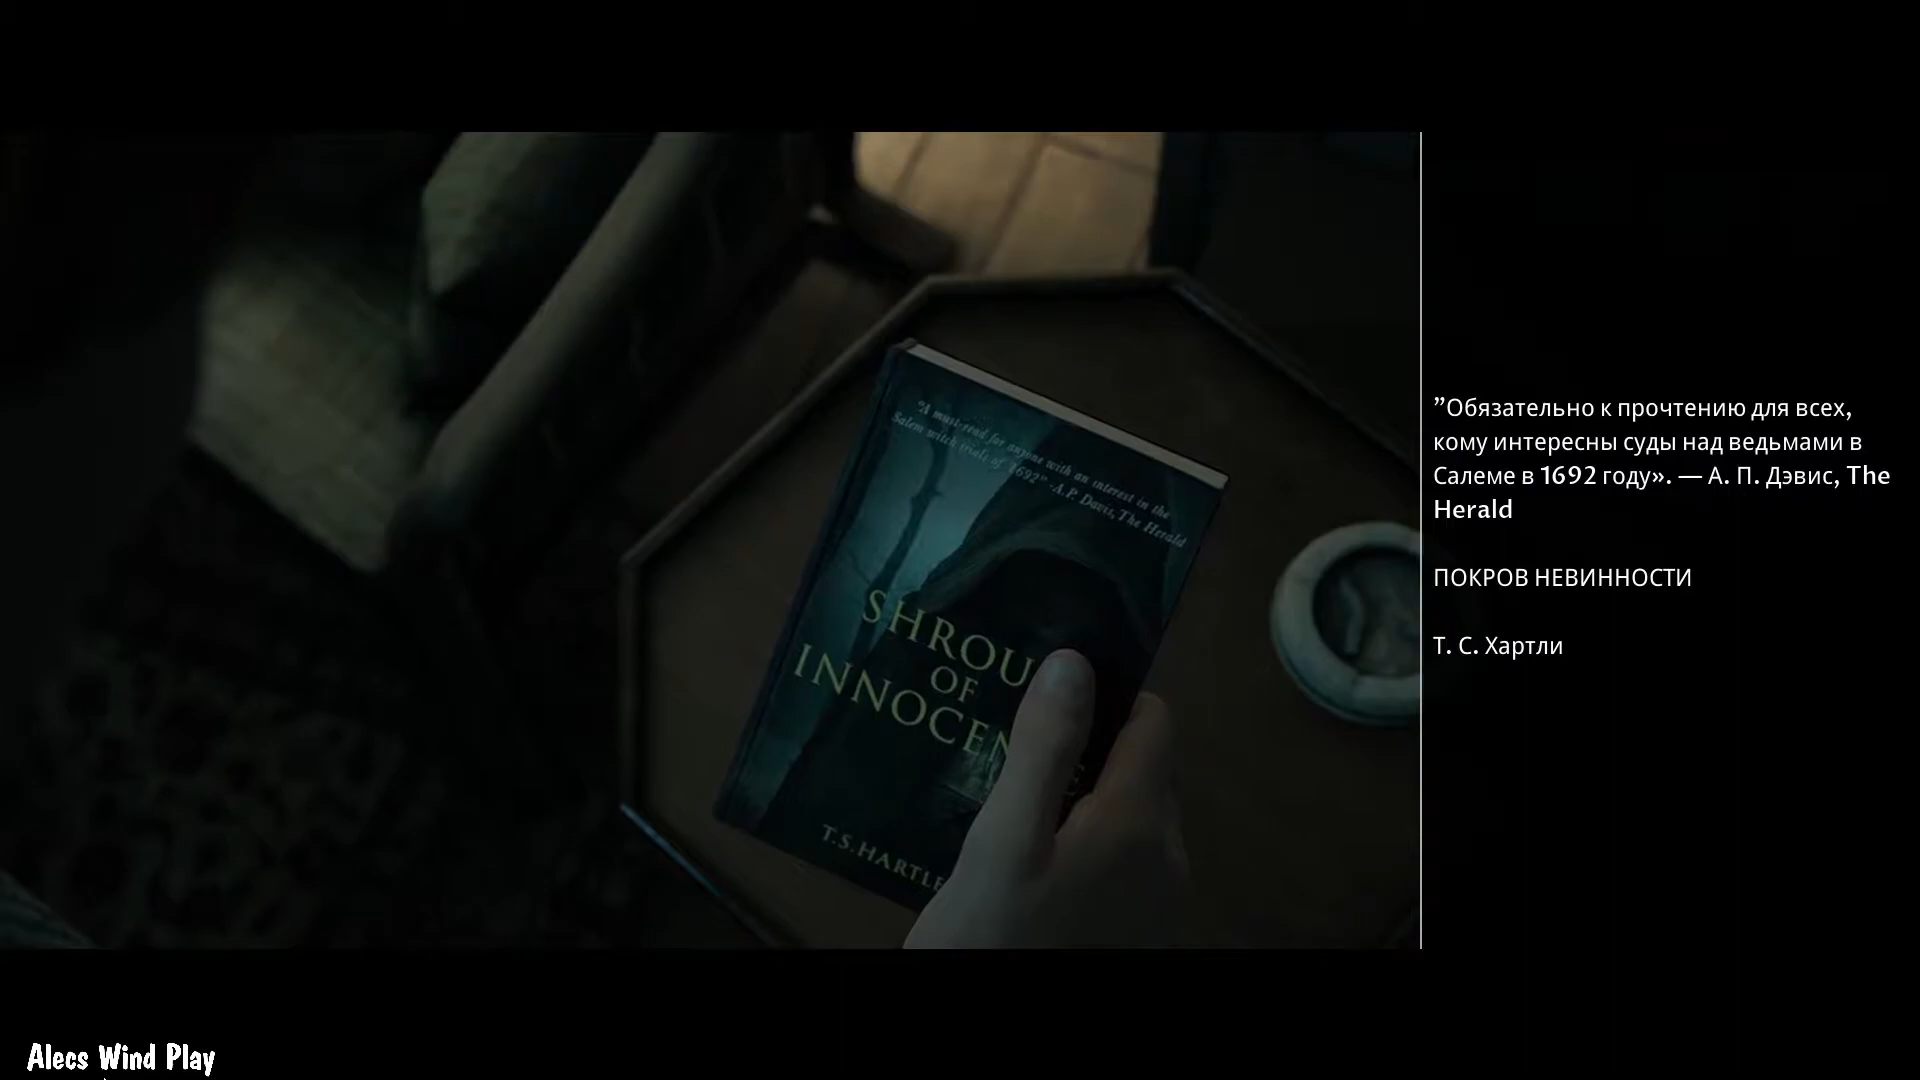 "A must-read for anyone with an interest in the
Salem witch trials of 1692" -A.P. Davis, The Herald
SHROU
OF
INNOCEN
T.S.HARTLE
”Обязательно к прочтению для всех,
кому интересны суды над ведьмами в
Салеме в 1692 году». — А. П. Дэвис, The
Herald
ПОКРОВ НЕВИННОСТИ
Т. С. Хартли
Alecs Wind Play